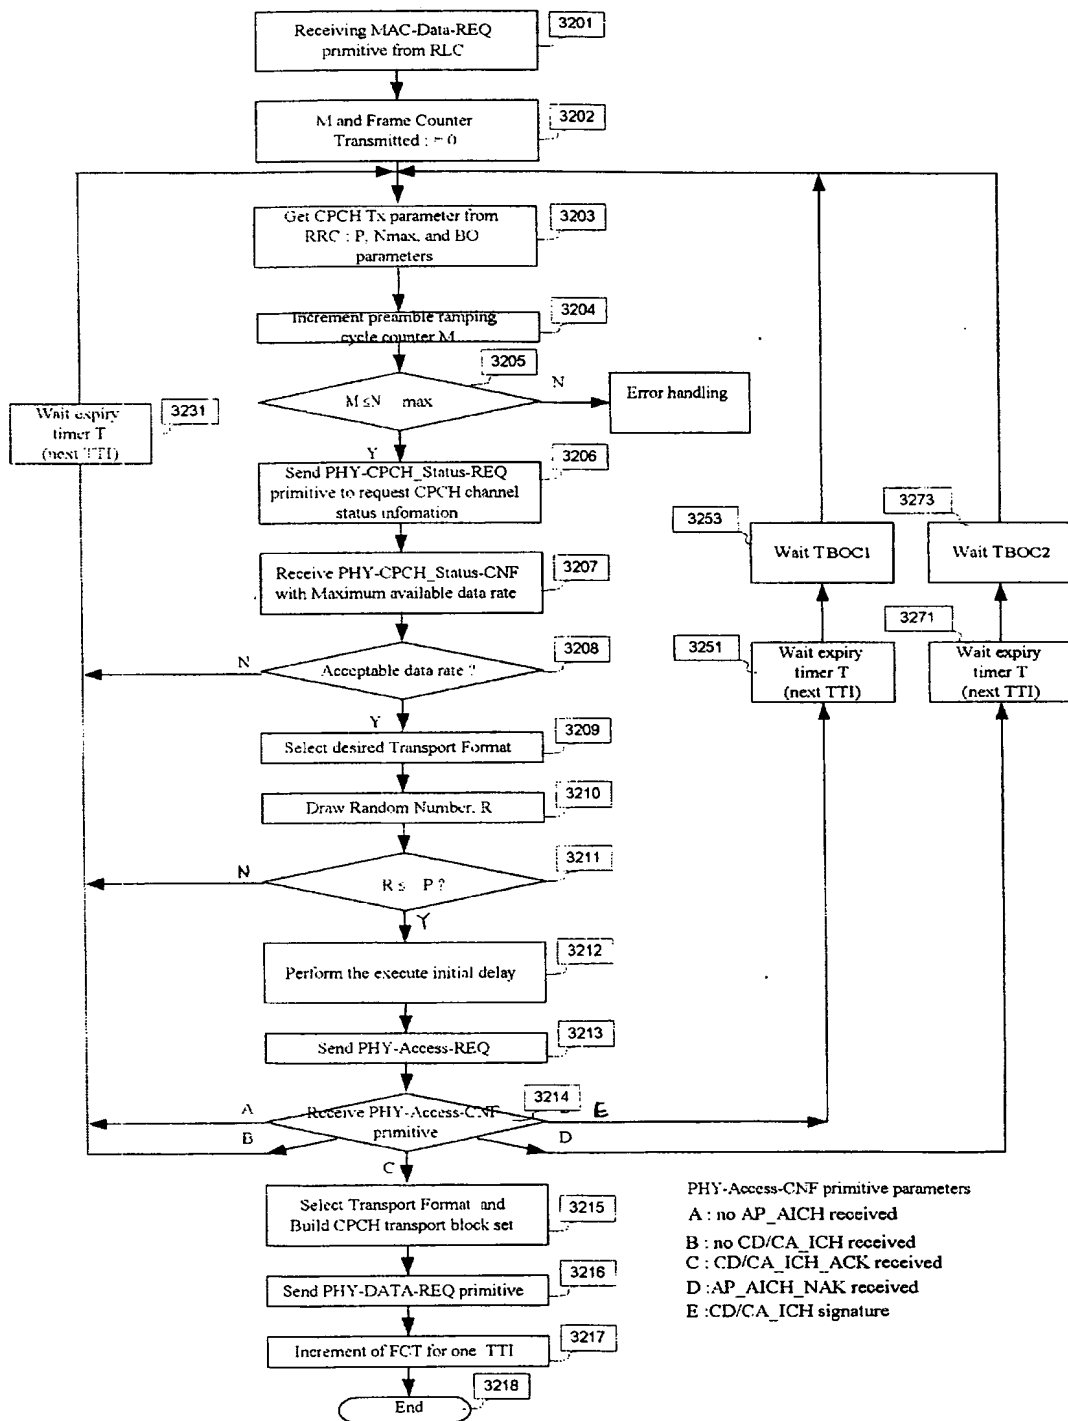 Receiving MAC-Data-REQ
primitive from RLC
3201
M and Frame Counter
Transmitted : = 0
3202
Get CPCH Tx parameter from
RRC : P, Nmax, and BO
parameters
3203
Increment preamble ramping
cycle counter M
3204
3205
M ≤N max
N
Error handling
Y
Wait expiry
timer T
(next TTI)
3231
Send PHY-CPCH_Status-REQ
primitive to request CPCH channel
status infomation
3206
Receive PHY-CPCH_Status-CNF
with Maximum available data rate
3207
3253
Wait TBOC1
3273
Wait TBOC2
3251
Wait expiry
timer T
(next TTI)
3271
Wait expiry
timer T
(next TTI)
N
Acceptable data rate ?
3208
Y
Select desired Transport Format
3209
Draw Random Number, R
3210
N
R ≤ P ?
3211
Y
Perform the execute initial delay
3212
Send PHY-Access-REQ
3213
A
B
Receive PHY-Access-CNF
primitive
3214
E
D
C
Select Transport Format and
Build CPCH transport block set
3215
Send PHY-DATA-REQ primitive
3216
Increment of FCT for one TTI
3217
End
3218
PHY-Access-CNF primitive parameters
A : no AP_AICH received
B : no CD/CA_ICH received
C : CD/CA_ICH_ACK received
D :AP_AICH_NAK received
E :CD/CA_ICH signature